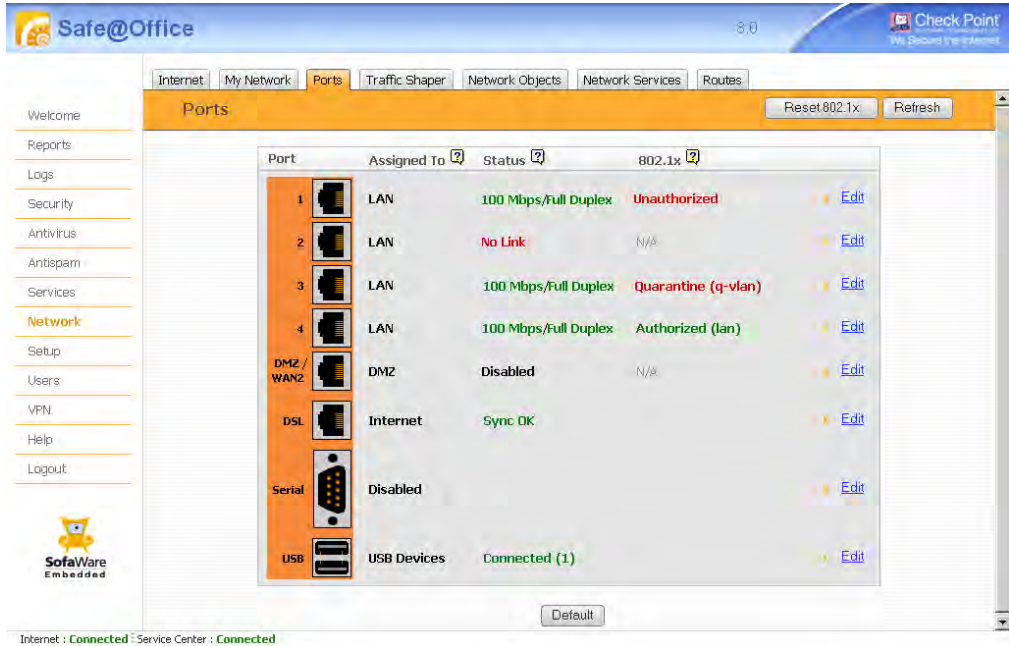 Safe@Office
8.0
Check Point
We Secure the Internet
Internet My Network Ports Traffic Shaper Network Objects Network Services Routes
Ports
Reset 802.1x Refresh
Welcome
Reports
Logs
Security
Antivirus
Antispam
Services
Network
Setup
Users
VPN
Help
Logout
SofaWare
Embedded
Port Assigned To ? Status ? 802.1x ?
1 LAN 100 Mbps/Full Duplex Unauthorized Edit
2 LAN No Link N/A Edit
3 LAN 100 Mbps/Full Duplex Quarantine (q-vlan) Edit
4 LAN 100 Mbps/Full Duplex Authorized (lan) Edit
DMZ / WAN2 DMZ Disabled N/A Edit
DSL Internet Sync OK Edit
Serial Disabled Edit
USB USB Devices Connected (1) Edit
Default
Internet : Connected Service Center : Connected